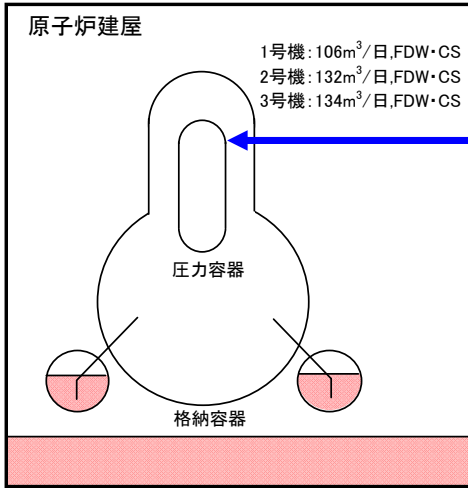 原子炉建屋
1号機:106m³/日,FDW・CS
2号機:132m³/日,FDW・CS
3号機:134m³/日,FDW・CS
圧力容器
格納容器